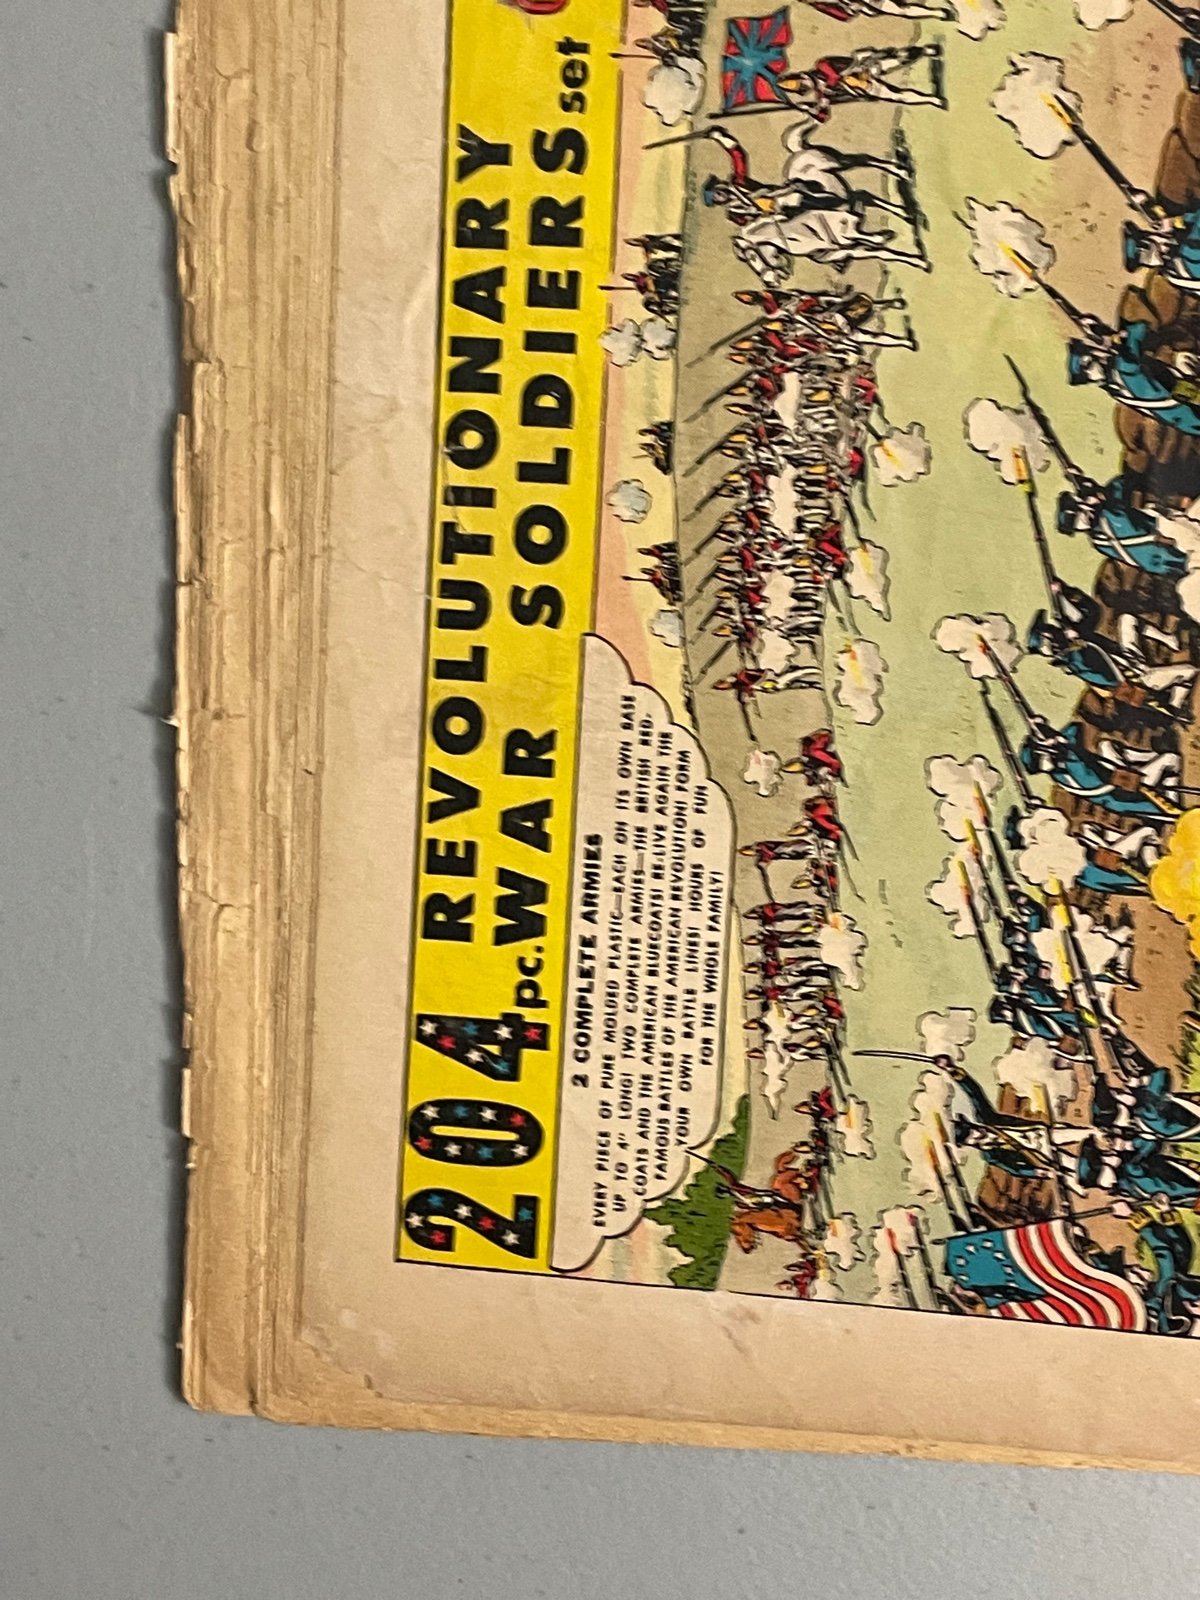 204 REVOLUTIONARY
pc. WAR SOLDIERS set
2 COMPLETE ARMIES
EVERY PIECE OF PURE MOLDED PLASTIC—EACH ON ITS OWN BASE
UP TO 4" LONG! TWO COMPLETE ARMIES—THE BRITISH RED-
COATS AND THE AMERICAN BLUECOATS! RE-LIVE AGAIN THE
FAMOUS BATTLES OF THE AMERICAN REVOLUTION! FORM
YOUR OWN BATTLE LINES! HOURS OF FUN
FOR THE WHOLE FAMILY!